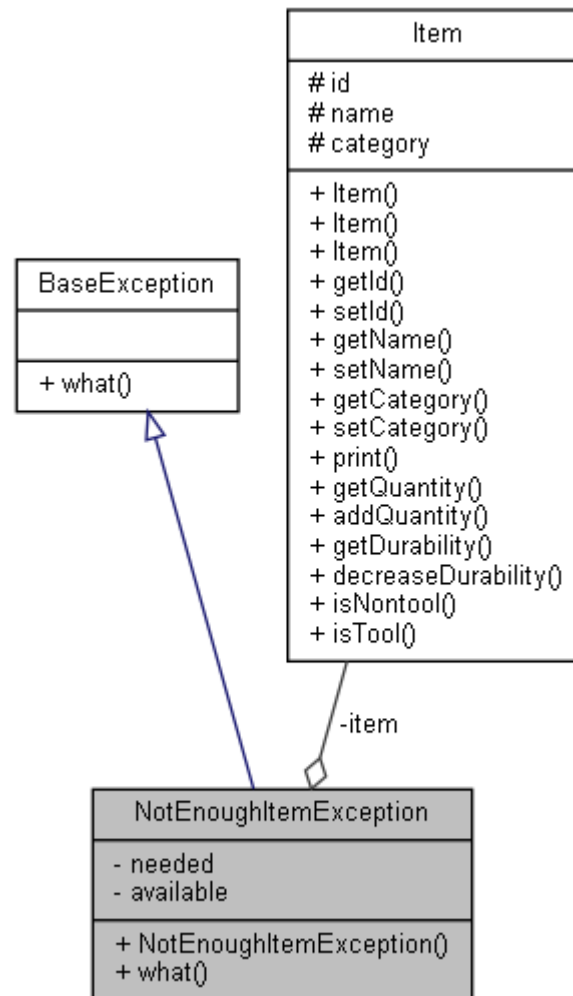 Item
# id
# name
# category
+ Item()
+ Item()
+ Item()
+ getId()
+ setId()
+ getName()
+ setName()
+ getCategory()
+ setCategory()
+ print()
+ getQuantity()
+ addQuantity()
+ getDurability()
+ decreaseDurability()
+ isNontool()
+ isTool()
BaseException
+ what()
-item
NotEnoughItemException
- needed
- available
+ NotEnoughItemException()
+ what()